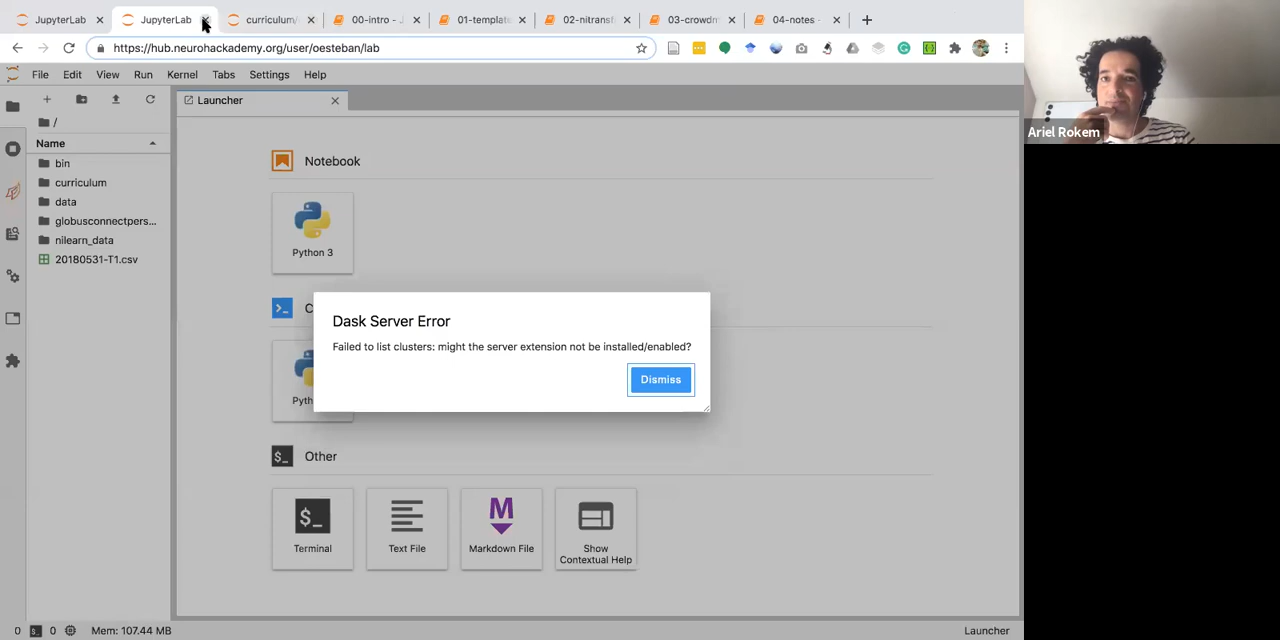 JupyterLab
JupyterLab
curriculum/
00-intro - J
01-templat
02-nitransf
03-crowdm
04-notes -
https://hub.neurohackademy.org/user/oesteban/lab
File Edit View Run Kernel Tabs Settings Help
Launcher
/
Name
bin
curriculum
data
globusconnectpers...
nilearn_data
20180531-T1.csv
Notebook
Python 3
C
Pyth
Dask Server Error
Failed to list clusters: might the server extension not be installed/enabled?
Dismiss
$_ Other
$_
M
Terminal
Text File
Markdown File
Show
Contextual Help
0 $_ 0 Mem: 107.44 MB
Launcher
Ariel Rokem